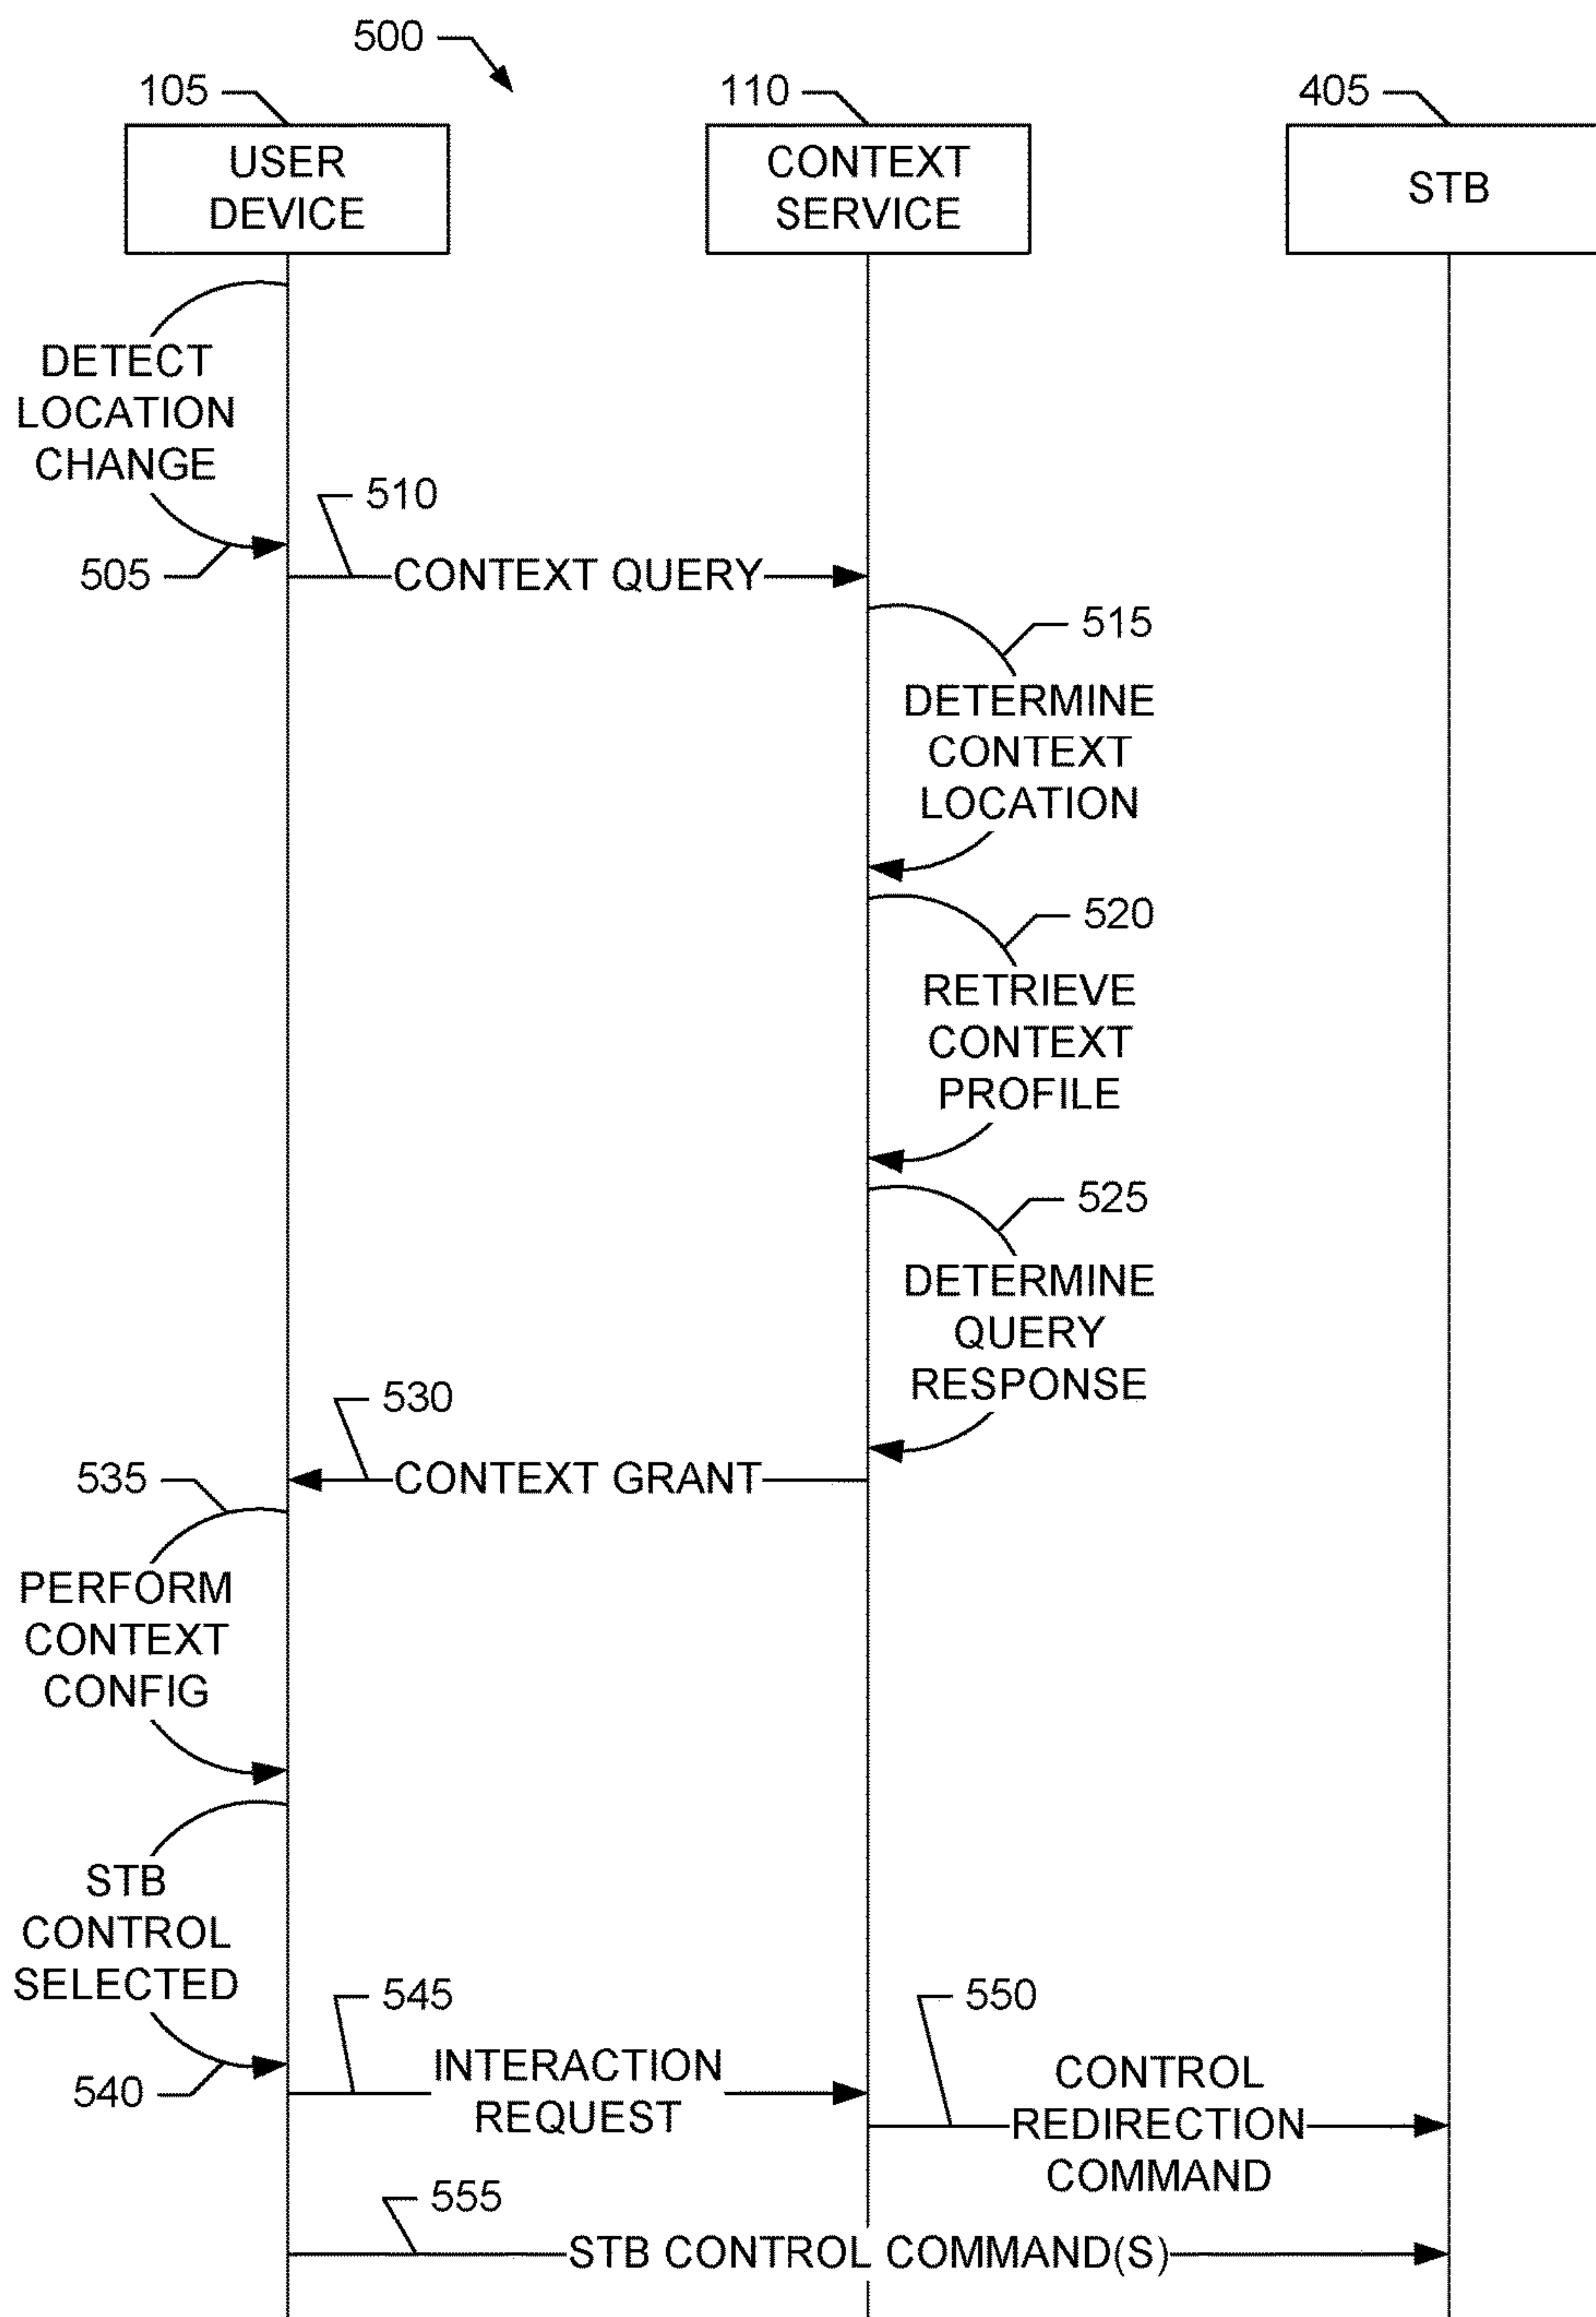 500
105
110
405
USER
DEVICE
CONTEXT
SERVICE
STB
DETECT
LOCATION
CHANGE
505
510
CONTEXT QUERY
515
DETERMINE
CONTEXT
LOCATION
520
RETRIEVE
CONTEXT
PROFILE
525
DETERMINE
QUERY
RESPONSE
530
CONTEXT GRANT
535
PERFORM
CONTEXT
CONFIG
STB
CONTROL
SELECTED
540
545
INTERACTION
REQUEST
550
CONTROL
REDIRECTION
COMMAND
555
STB CONTROL COMMAND(S)